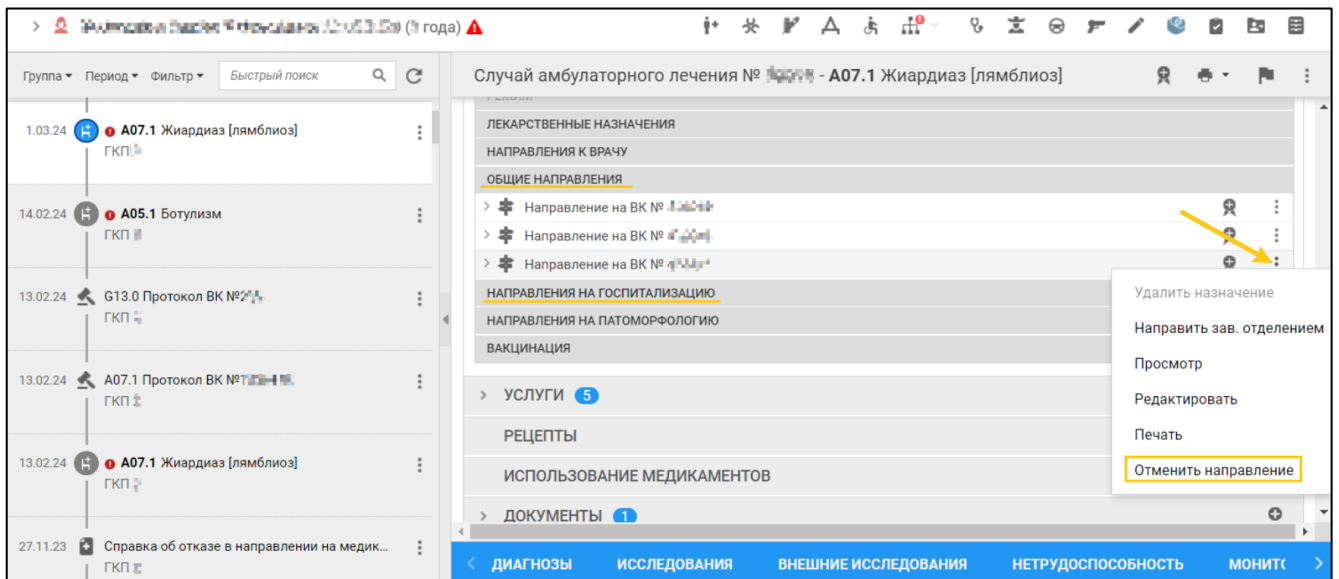 года)
Группа Период Фильтр Быстрый поиск
1.03.24 A07.1 Жиардиаз [лямблиоз]
ГКП
14.02.24 A05.1 Ботулизм
ГКП
13.02.24 G13.0 Протокол ВК №
ГКП
13.02.24 A07.1 Протокол ВК №
ГКП
13.02.24 A07.1 Жиардиаз [лямблиоз]
ГКП
27.11.23 Справка об отказе в направлении на медик...
ГКП
Случай амбулаторного лечения № - A07.1 Жиардиаз [лямблиоз]
РЕЖИМ
ЛЕКАРСТВЕННЫЕ НАЗНАЧЕНИЯ
НАПРАВЛЕНИЯ К ВРАЧУ
ОБЩИЕ НАПРАВЛЕНИЯ
Направление на ВК №
Направление на ВК №
Направление на ВК №
НАПРАВЛЕНИЯ НА ГОСПИТАЛИЗАЦИЮ
НАПРАВЛЕНИЯ НА ПАТОМОРФОЛОГИЮ
ВАКЦИНАЦИЯ
УСЛУГИ 5
РЕЦЕПТЫ
ИСПОЛЬЗОВАНИЕ МЕДИКАМЕНТОВ
ДОКУМЕНТЫ 1
Удалить назначение
Направить зав. отделением
Просмотр
Редактировать
Печать
Отменить направление
ДИАГНОЗЫ ИССЛЕДОВАНИЯ ВНЕШНИЕ ИССЛЕДОВАНИЯ НЕТРУДОСПОСОБНОСТЬ МОНИТО